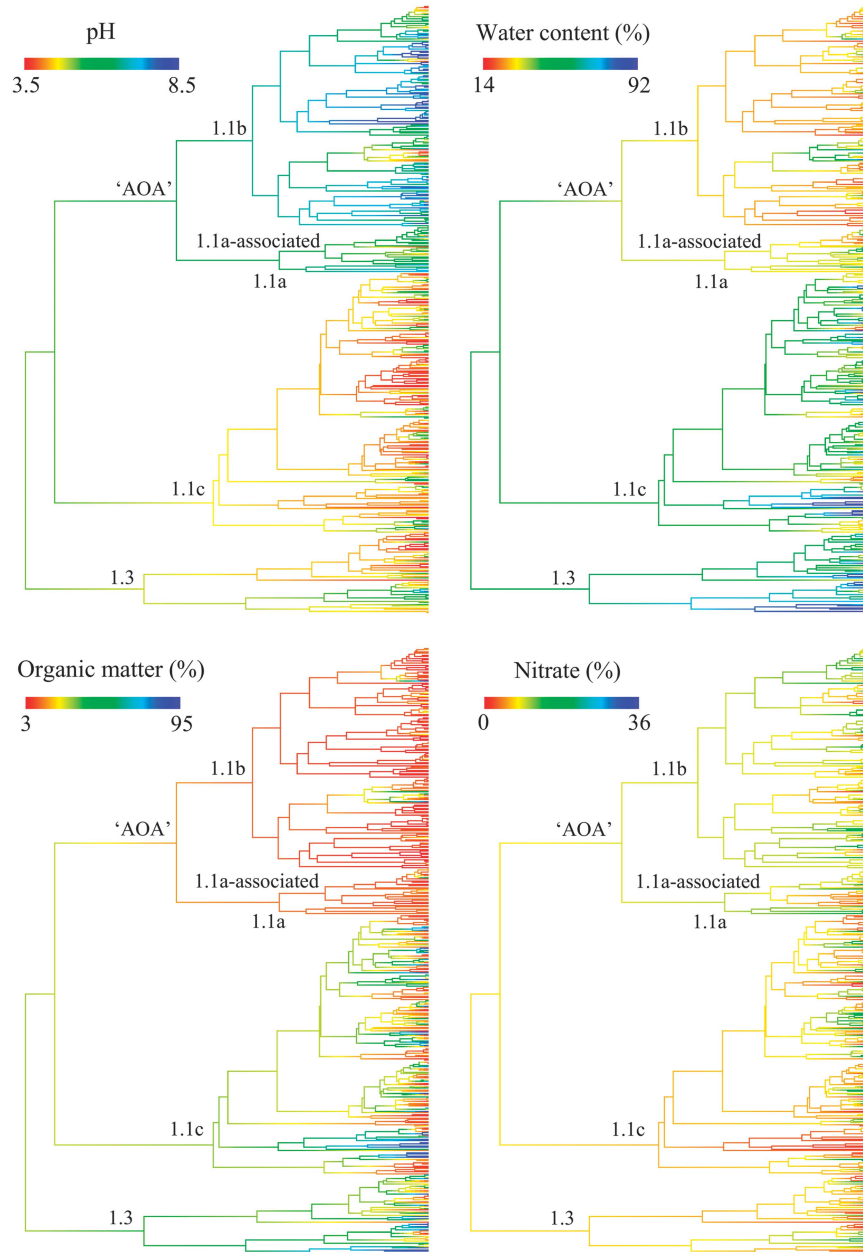 pH
3.5 8.5
1.1b
'AOA'
1.1a-associated
1.1a
1.1c
1.3
Water content (%)
14 92
1.1b
'AOA'
1.1a-associated
1.1a
1.1c
1.3
Organic matter (%)
3 95
1.1b
'AOA'
1.1a-associated
1.1a
1.1c
1.3
Nitrate (%)
0 36
1.1b
'AOA'
1.1a-associated
1.1a
1.1c
1.3